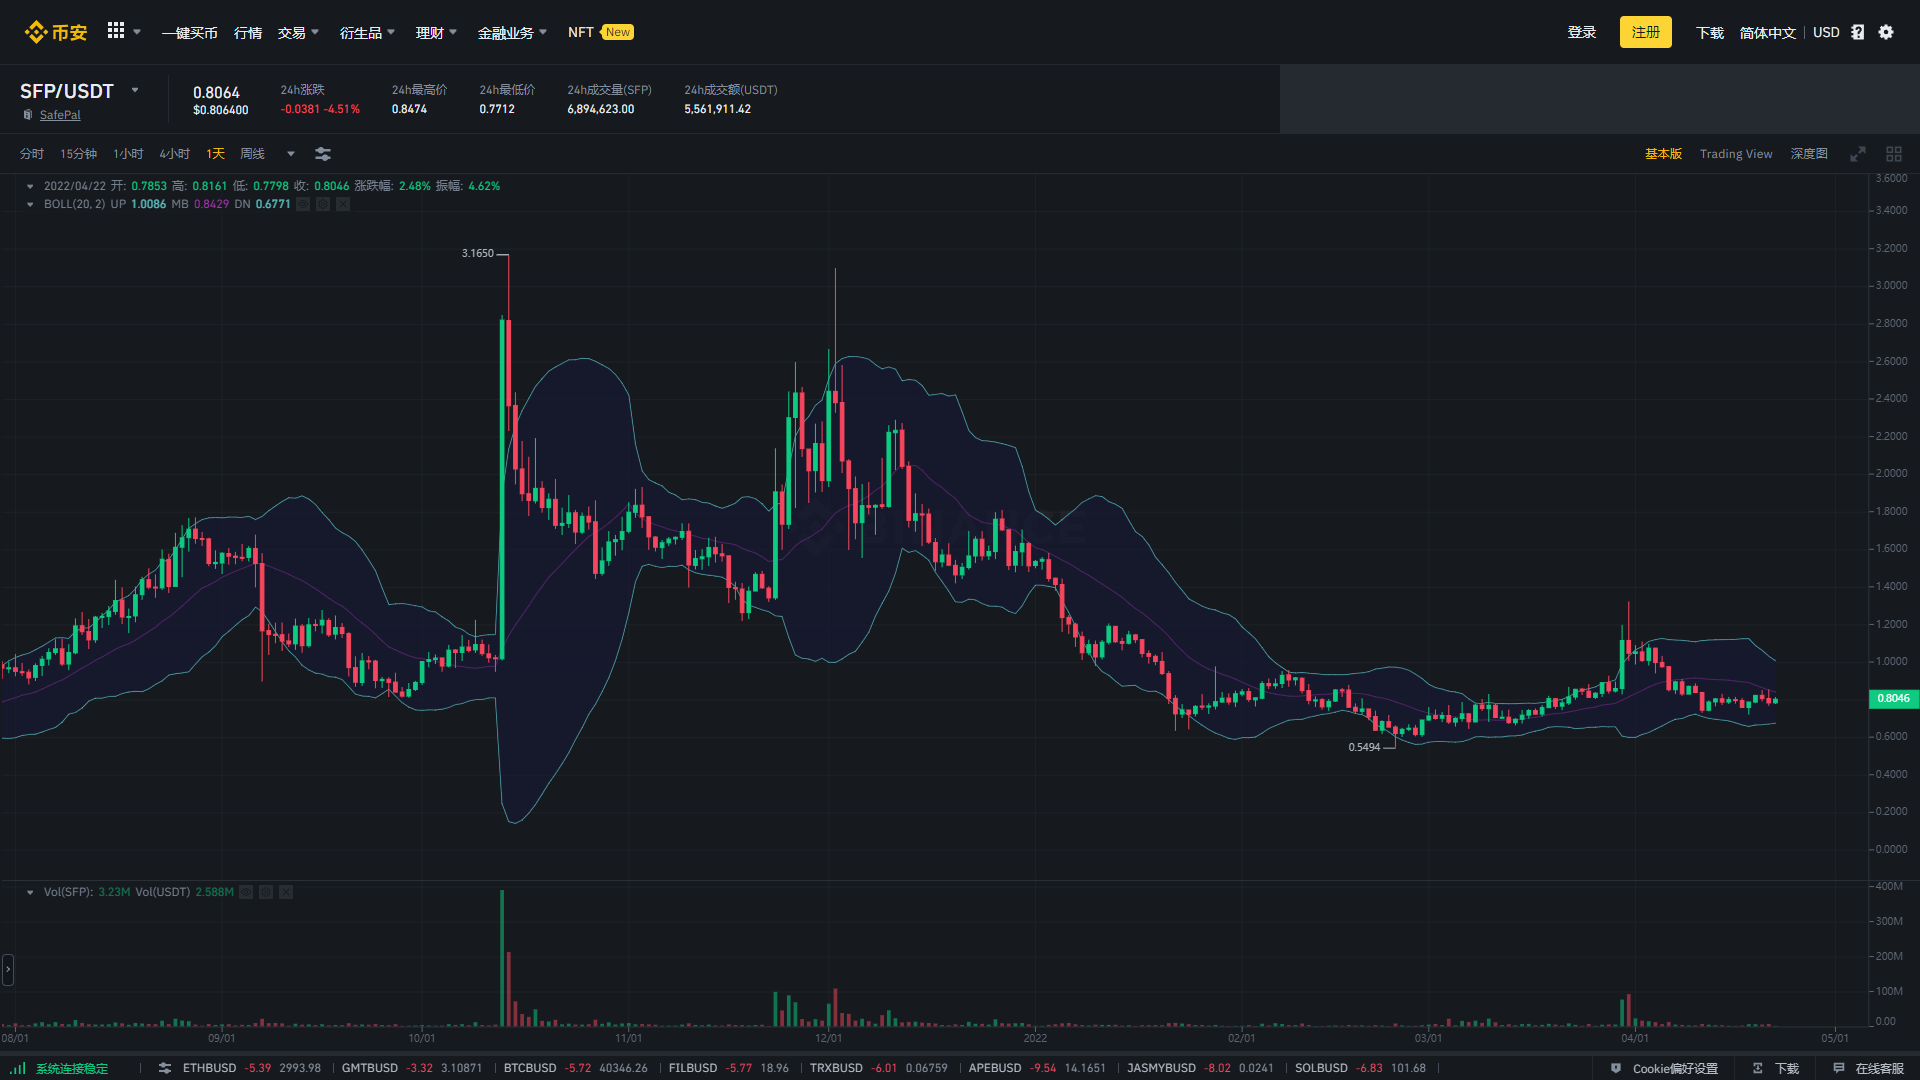 币安 一键买币 行情 交易 衍生品 理财 金融业务 NFT New 登录 注册 下载 简体中文 USD
SFP/USDT
SafePal
0.8064
$0.806400
24h涨跌
-0.0381 -4.51%
24h最高价
0.8474
24h最低价
0.7712
24h成交量(SFP)
6,894,623.00
24h成交额(USDT)
5,561,911.42
分时 15分钟 1小时 4小时 1天 周线 基本版 Trading View 深度图
2022/04/22 开: 0.7853 高: 0.8161 低: 0.7798 收: 0.8046 涨跌幅: 2.48% 振幅: 4.62%
BOLL(20, 2) UP 1.0086 MB 0.8429 DN 0.6771
3.6000
3.4000
3.2000
3.0000
2.8000
2.6000
2.4000
2.2000
2.0000
1.8000
1.6000
1.4000
1.2000
1.0000
0.8046
0.6000
0.4000
0.2000
0.0000
3.1650
0.5494
Vol(SFP): 3.23M Vol(USDT) 2.588M
400M
300M
200M
100M
0.00
08/01 09/01 10/01 11/01 12/01 2022 02/01 03/01 04/01 05/01
系统连接稳定 ETHBUSD -5.39 2993.98 GMTBUSD -3.32 3.10871 BTCBUSD -5.72 40346.26 FILBUSD -5.77 18.96 TRXBUSD -6.01 0.06759 APEBUSD -9.54 14.1651 JASMYBUSD -8.02 0.0241 SOLBUSD -6.83 101.68 Cookie偏好设置 下载 在线客服